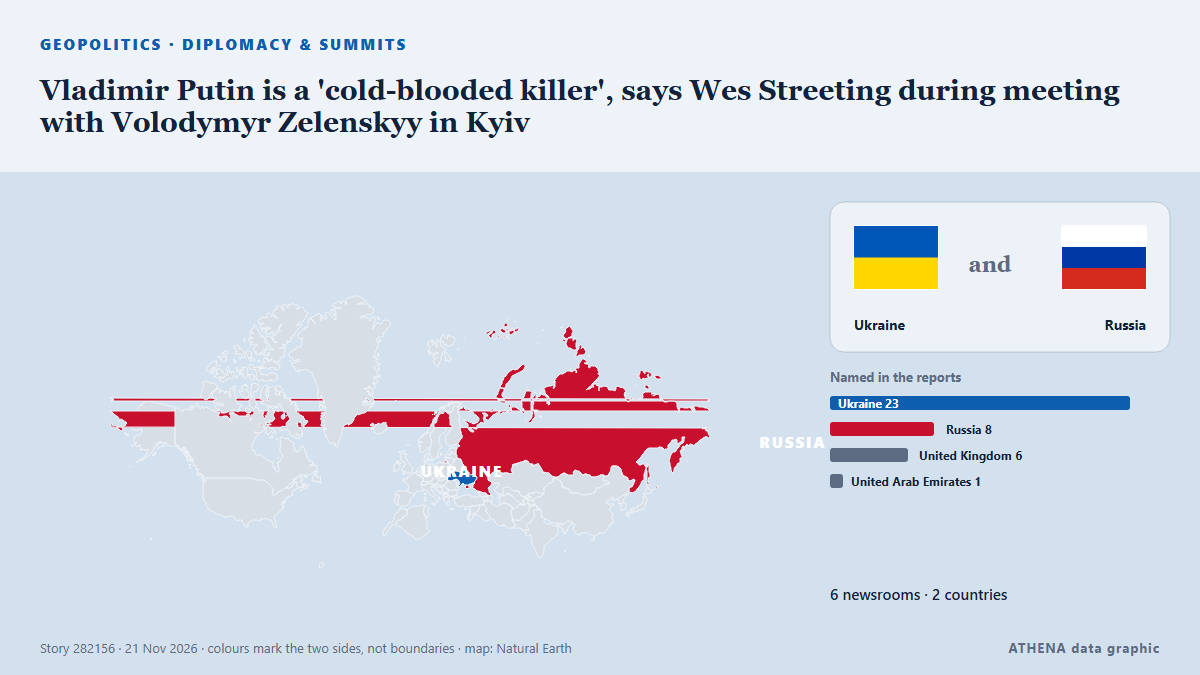 GEOPOLITICS · DIPLOMACY & SUMMITS
Vladimir Putin is a 'cold-blooded killer', says Wes Streeting during meeting
with Volodymyr Zelenskyy in Kyiv
and
Ukraine
Russia
Named in the reports
Ukraine 23
Russia 8
United Kingdom 6
United Arab Emirates 1
RUSSIA
UKRAINE
6 newsrooms · 2 countries
Story 282156 · 21 Nov 2026 · colours mark the two sides, not boundaries · map: Natural Earth
ATHENA data graphic